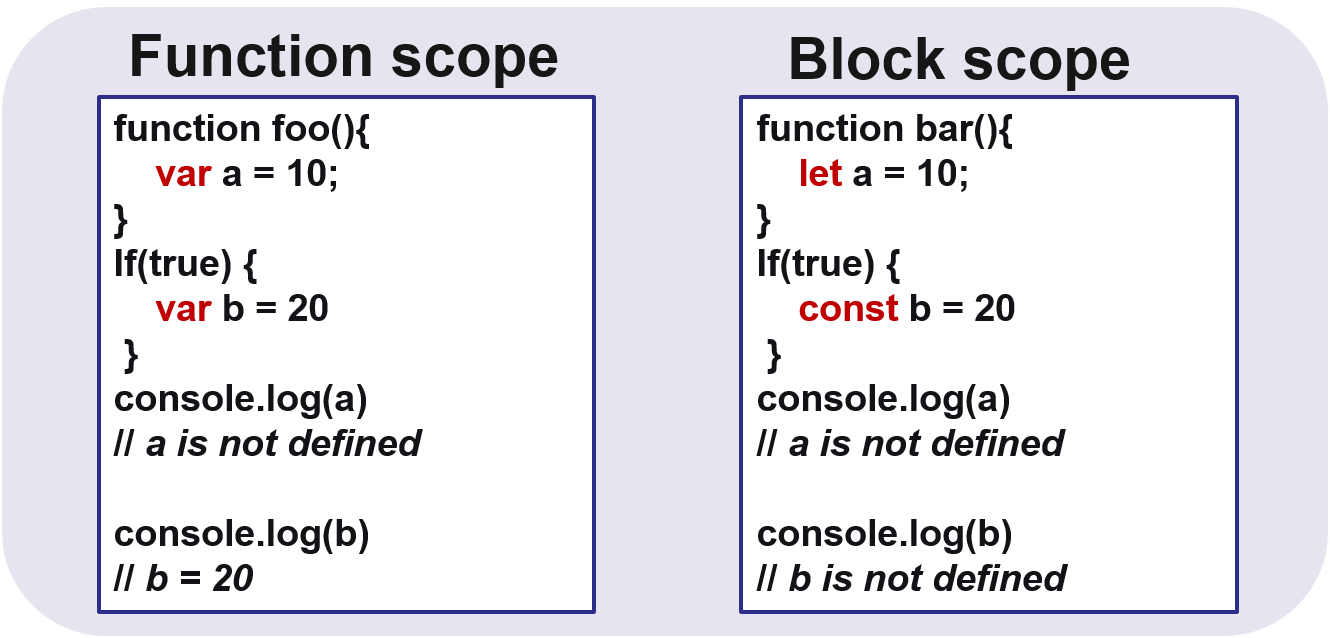 Function scope
function foo(){
var a = 10;
}
If(true) {
var b = 20
}
console.log(a)
// a is not defined
console.log(b)
// b = 20
Block scope
function bar(){
let a = 10;
}
If(true) {
const b = 20
}
console.log(a)
// a is not defined
console.log(b)
// b is not defined